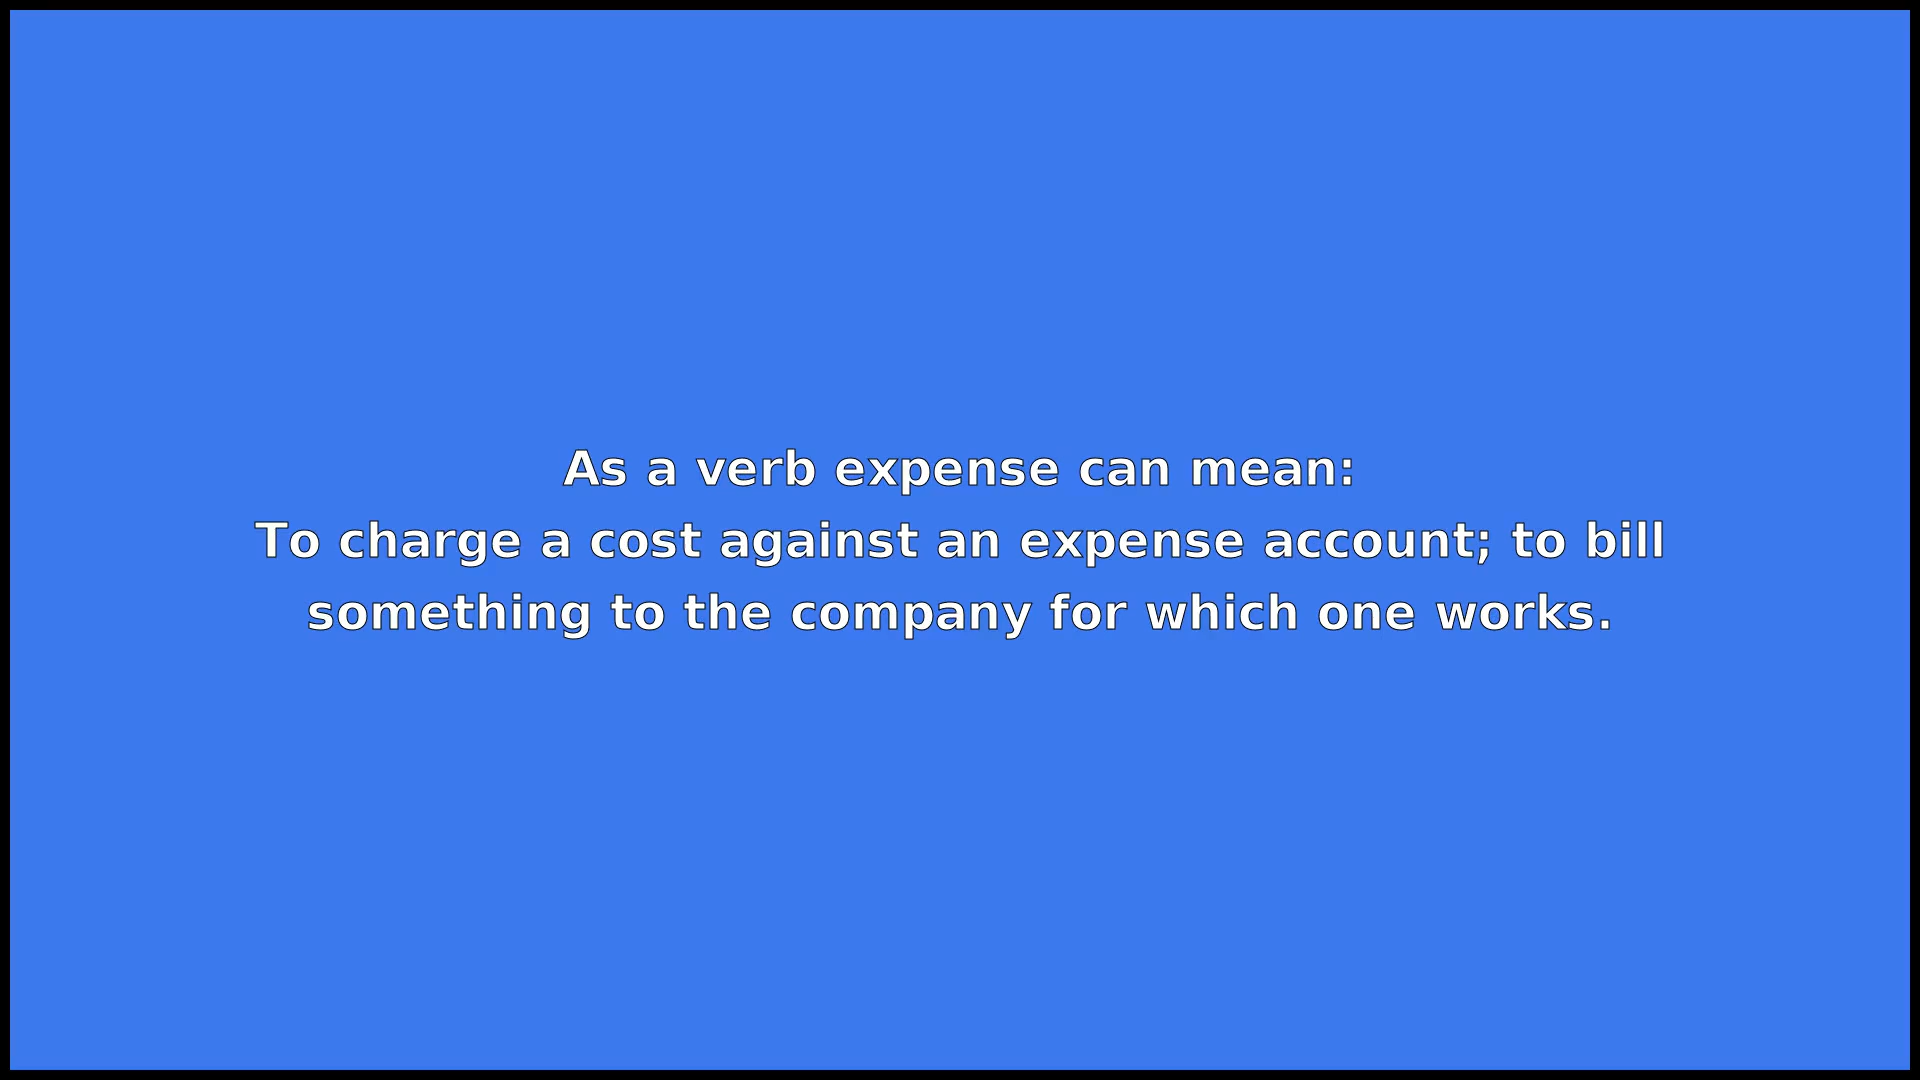 As a verb expense can mean:
To charge a cost against an expense account; to bill
something to the company for which one works.